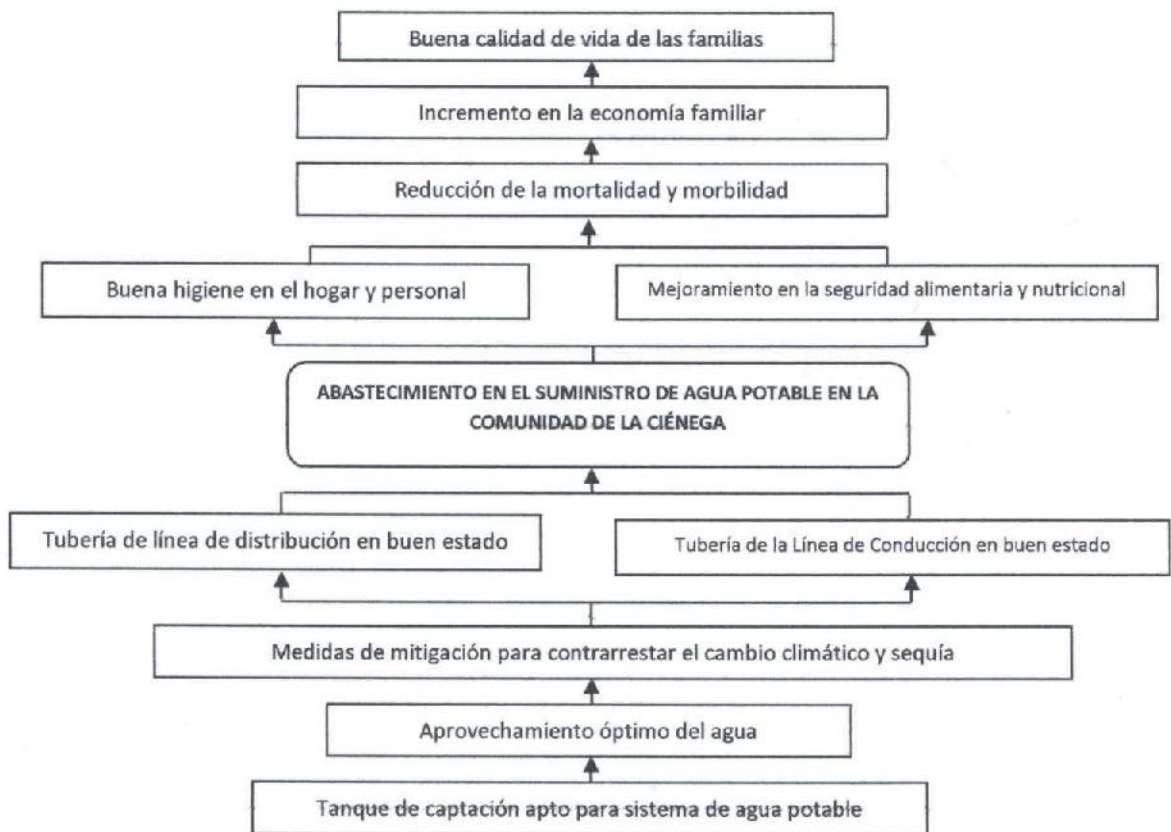 Buena calidad de vida de las familias
Incremento en la economía familiar
Reducción de la mortalidad y morbilidad
Buena higiene en el hogar y personal
Mejoramiento en la seguridad alimentaria y nutricional
ABASTECIMIENTO EN EL SUMINISTRO DE AGUA POTABLE EN LA
COMUNIDAD DE LA CIÉNEGA
Tubería de línea de distribución en buen estado
Tubería de la Línea de Conducción en buen estado
Medidas de mitigación para contrarrestar el cambio climático y sequía
Aprovechamiento óptimo del agua
Tanque de captación apto para sistema de agua potable